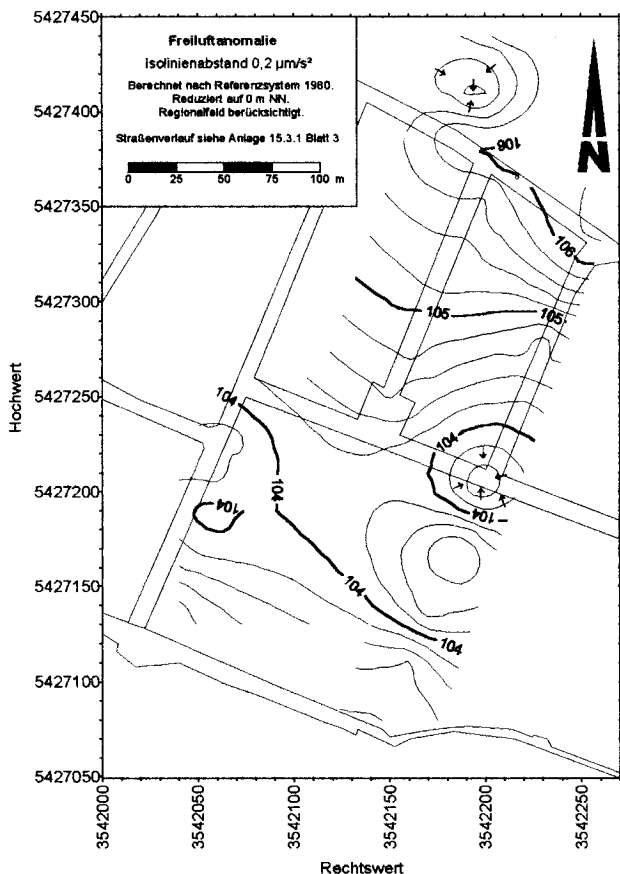 Freiluftanomalie
Isolinienabstand 0,2 µm/s²
Berechnet nach Referenzsystem 1980.
Reduziert auf 0 m NN.
Regionalfeld berücksichtigt.
Straßenverlauf siehe Anlage 15.3.1 Blatt 3
0 25 50 75 100 m
N
Hochwert
5427450
5427400
5427350
5427300
5427250
5427200
5427150
5427100
5427050
106
106
105
105
104
104
104
104
104
104
104
104
3542000
3542050
3542100
3542150
3542200
3542250
Rechtswert